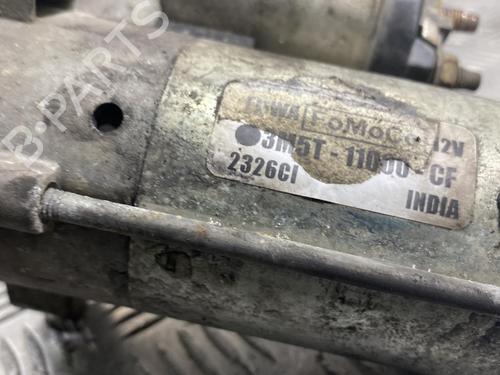 FoMoCo 12V
3M5T - 11000 - CF
2326CI
INDIA
B-PARTS